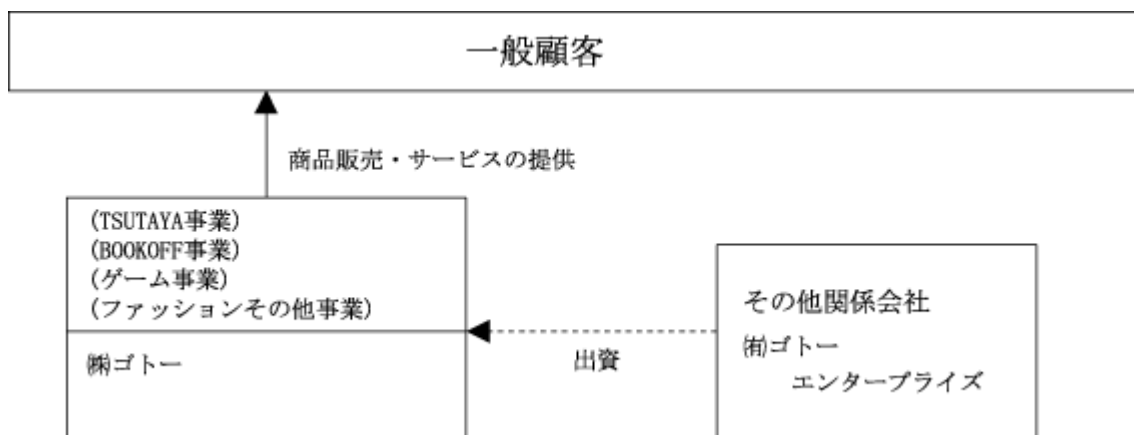 一般顧客
商品販売・サービスの提供
(TSUTAYA事業)
(BOOKOFF事業)
(ゲーム事業)
(ファッションその他事業)
㈱ゴトー
出資
その他関係会社
㈲ゴトー
エンタープライズ